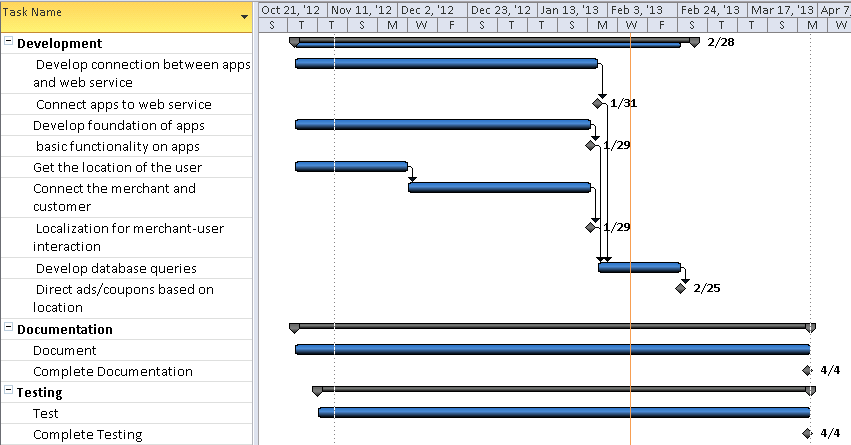 Task Name
Oct 21, '12 Nov 11, '12 Dec 2, '12 Dec 23, '12 Jan 13, '13 Feb 3, '13 Feb 24, '13 Mar 17, '13 Apr 7,
S T T M W F S S T T M W F S S T M W
Development 2/28
Develop connection between apps
and web service
Connect apps to web service 1/31
Develop foundation of apps
basic functionality on apps 1/29
Get the location of the user
Connect the merchant and
customer
Localization for merchant-user 1/29
interaction
Develop database queries
Direct ads/coupons based on 2/25
location
Documentation
Document
Complete Documentation 4/4
Testing
Test
Complete Testing 4/4